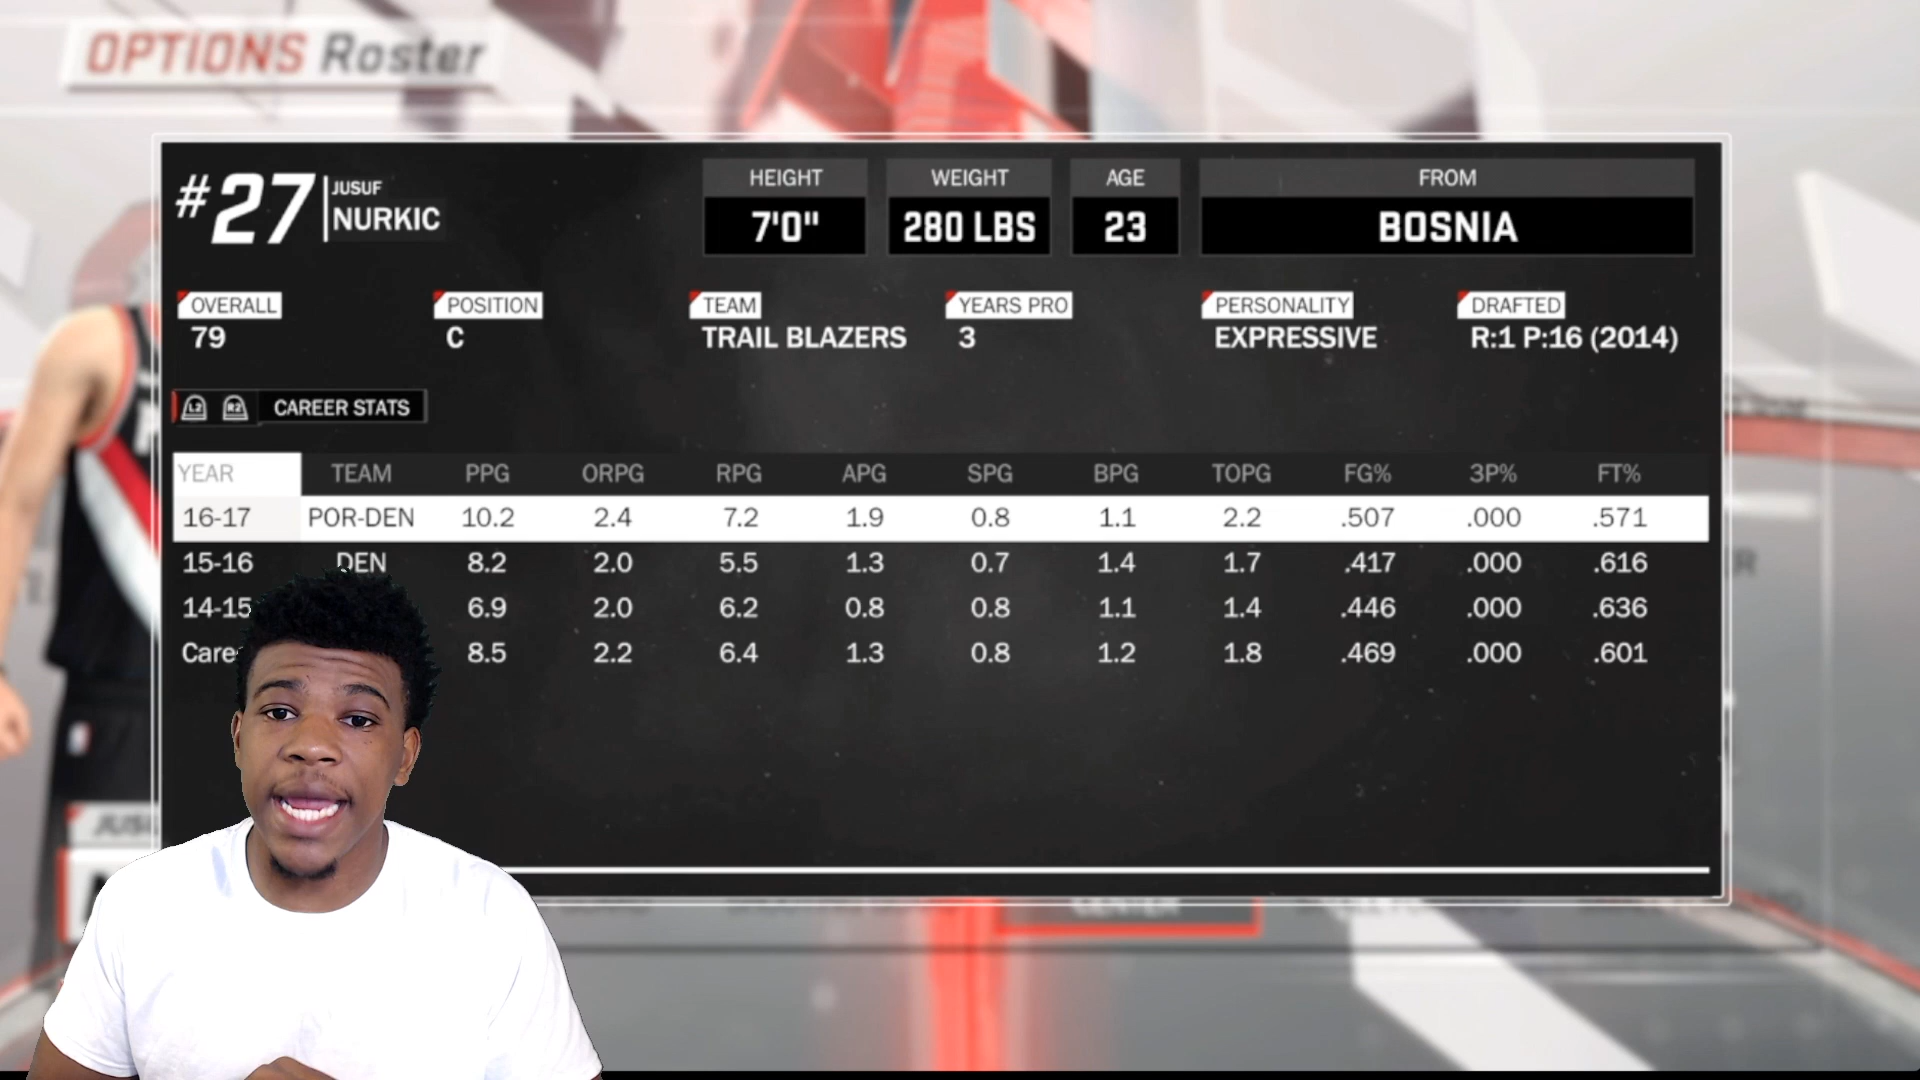 OPTIONS Roster
#27 JUSUF NURKIC
HEIGHT WEIGHT AGE FROM
7'0" 280 LBS 23 BOSNIA
OVERALL POSITION TEAM YEARS PRO PERSONALITY DRAFTED
79 C TRAIL BLAZERS 3 EXPRESSIVE R:1 P:16 (2014)
L2 R2 CAREER STATS
YEAR TEAM PPG ORPG RPG APG SPG BPG TOPG FG% 3P% FT%
16-17 POR-DEN 10.2 2.4 7.2 1.9 0.8 1.1 2.2 .507 .000 .571
15-16 DEN 8.2 2.0 5.5 1.3 0.7 1.4 1.7 .417 .000 .616
14-15 6.9 2.0 6.2 0.8 0.8 1.1 1.4 .446 .000 .636
Care 8.5 2.2 6.4 1.3 0.8 1.2 1.8 .469 .000 .601
CENTER